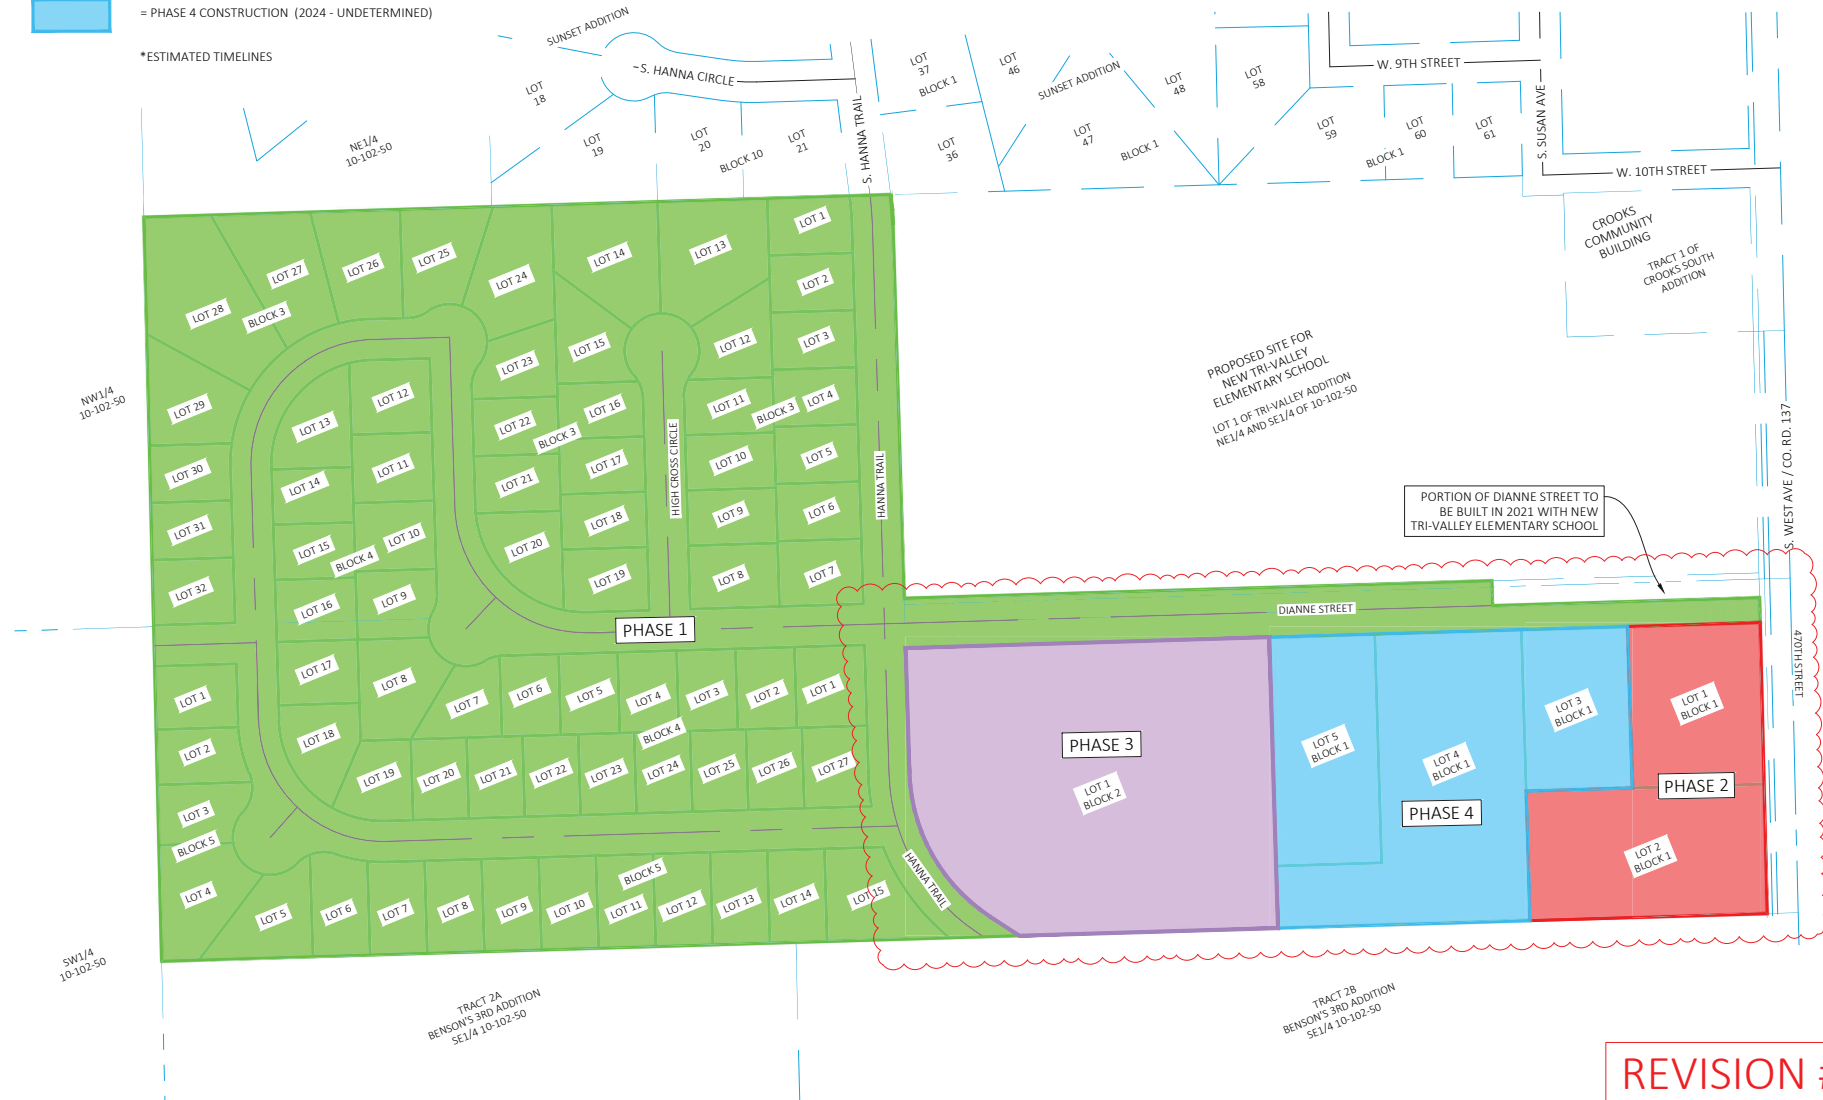 = PHASE 4 CONSTRUCTION  (2024 - UNDETERMINED)
*ESTIMATED TIMELINES
SUNSET ADDITION
S. HANNA CIRCLE
LOT
18
LOT
19
LOT
20
LOT
21
BLOCK 10
S. HANNA TRAIL
LOT
37
BLOCK 1
LOT
36
LOT
46
SUNSET ADDITION
LOT
47
BLOCK 1
LOT
48
LOT
58
LOT
59
LOT
60
LOT
61
BLOCK 1
W. 9TH STREET
S. SUSAN AVE
W. 10TH STREET
CROOKS
COMMUNITY
BUILDING
TRACT 1 OF
CROOKS SOUTH
ADDITION
NE1/4
10-102-50
NW1/4
10-102-50
SW1/4
10-102-50
PROPOSED SITE FOR
NEW TRI-VALLEY
ELEMENTARY SCHOOL
LOT 1 OF TRI-VALLEY ADDITION
NE1/4 AND SE1/4 OF 10-102-50
PORTION OF DIANNE STREET TO
BE BUILT IN 2021 WITH NEW
TRI-VALLEY ELEMENTARY SCHOOL
S. WEST AVE / CO. RD. 137
470TH STREET
DIANNE STREET
HANNA TRAIL
HIGH CROSS CIRCLE
LOT 28
LOT 27
BLOCK 3
LOT 26
LOT 25
LOT 24
LOT 14
LOT 13
LOT 1
LOT 2
LOT 3
LOT 12
LOT 15
LOT 23
LOT 29
LOT 13
LOT 12
LOT 22
LOT 16
BLOCK 3
LOT 11
BLOCK 3
LOT 4
LOT 30
LOT 14
LOT 11
LOT 21
LOT 17
LOT 10
LOT 5
LOT 31
LOT 15
BLOCK 4
LOT 10
LOT 20
LOT 18
LOT 9
LOT 6
LOT 32
LOT 16
LOT 9
LOT 19
LOT 8
LOT 7
PHASE 1
LOT 1
LOT 17
LOT 8
LOT 7
LOT 6
LOT 5
LOT 4
LOT 3
LOT 2
LOT 1
BLOCK 4
LOT 2
LOT 18
LOT 19
LOT 20
LOT 21
LOT 22
LOT 23
LOT 24
LOT 25
LOT 26
LOT 27
LOT 3
BLOCK 5
LOT 4
LOT 5
LOT 6
LOT 7
LOT 8
LOT 9
LOT 10
BLOCK 5
LOT 11
LOT 12
LOT 13
LOT 14
LOT 15
HANNA TRAIL
PHASE 3
LOT 1
BLOCK 2
LOT 5
BLOCK 1
LOT 4
BLOCK 1
PHASE 4
LOT 3
BLOCK 1
LOT 1
BLOCK 1
PHASE 2
LOT 2
BLOCK 1
TRACT 2A
BENSON'S 3RD ADDITION
SE1/4 10-102-50
TRACT 2B
BENSON'S 3RD ADDITION
SE1/4 10-102-50
REVISION